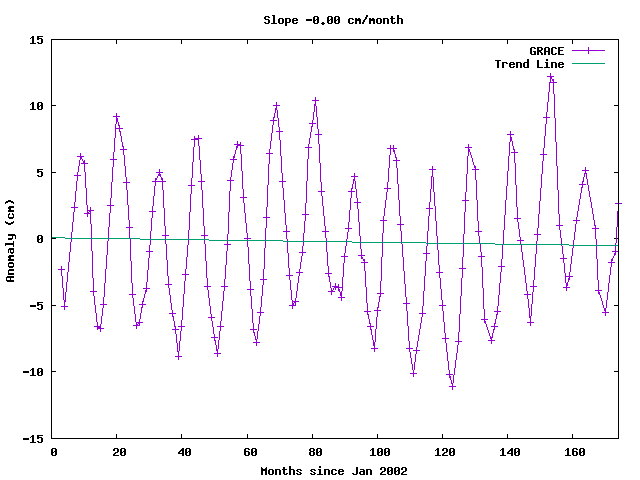 Slope -0.00 cm/month
15
10
5
0
-5
-10
-15
Anomaly (cm)
GRACE
Trend Line
0 20 40 60 80 100 120 140 160
Months since Jan 2002